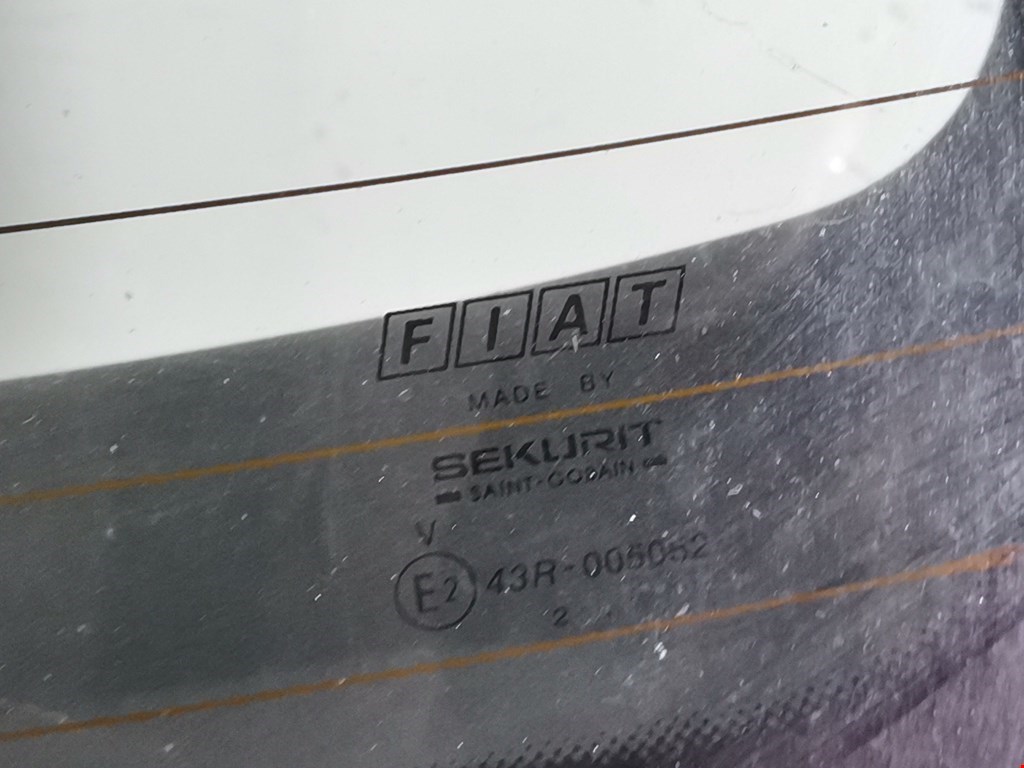 FIAT
MADE BY
SEKURIT
SAINT-GOBAIN
V
E2 43R-005052
2